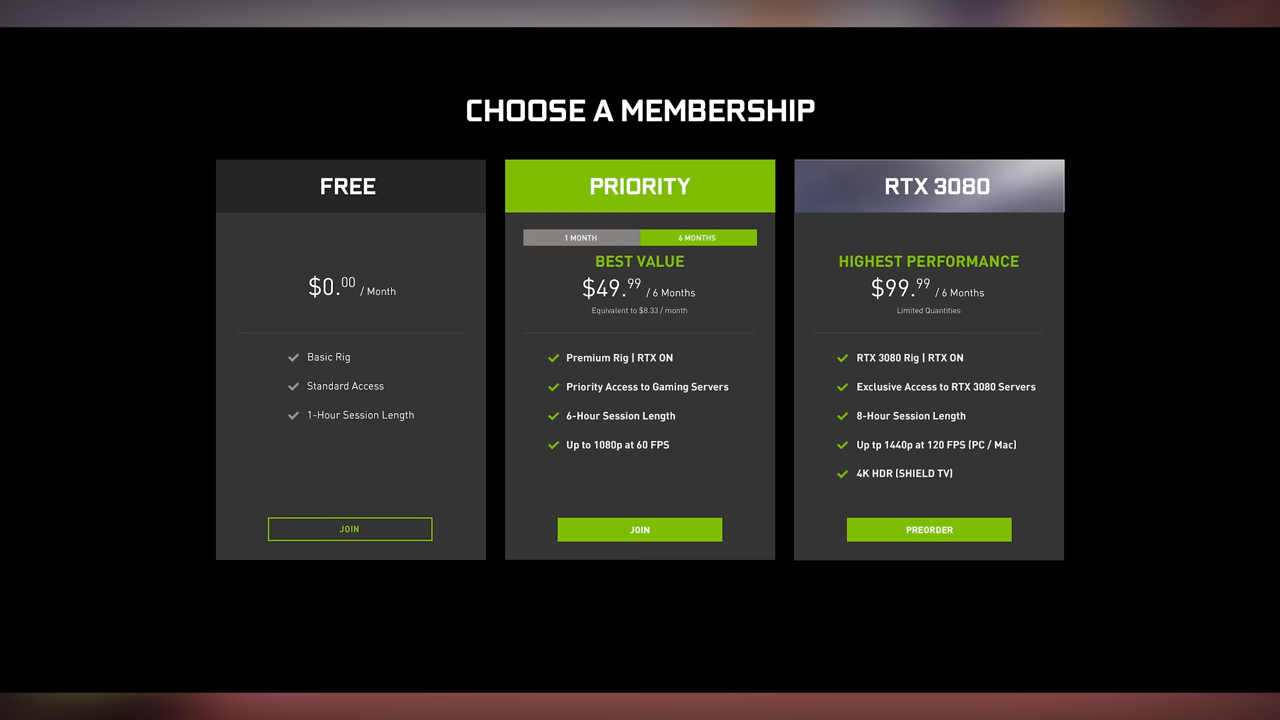 CHOOSE A MEMBERSHIP
FREE
$0.00 / Month
Basic Rig
Standard Access
1-Hour Session Length
JOIN
PRIORITY
1 MONTH
6 MONTHS
BEST VALUE
$49.99 / 6 Months
Equivalent to $8.33 / month
Premium Rig | RTX ON
Priority Access to Gaming Servers
6-Hour Session Length
Up to 1080p at 60 FPS
JOIN
RTX 3080
HIGHEST PERFORMANCE
$99.99 / 6 Months
Limited Quantities
RTX 3080 Rig | RTX ON
Exclusive Access to RTX 3080 Servers
8-Hour Session Length
Up tp 1440p at 120 FPS (PC / Mac)
4K HDR (SHIELD TV)
PREORDER